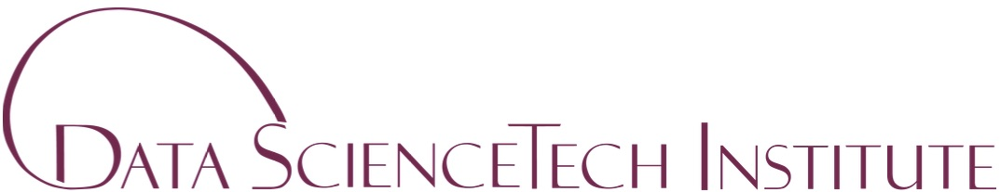 DATA SCIENCETECH INSTITUTE